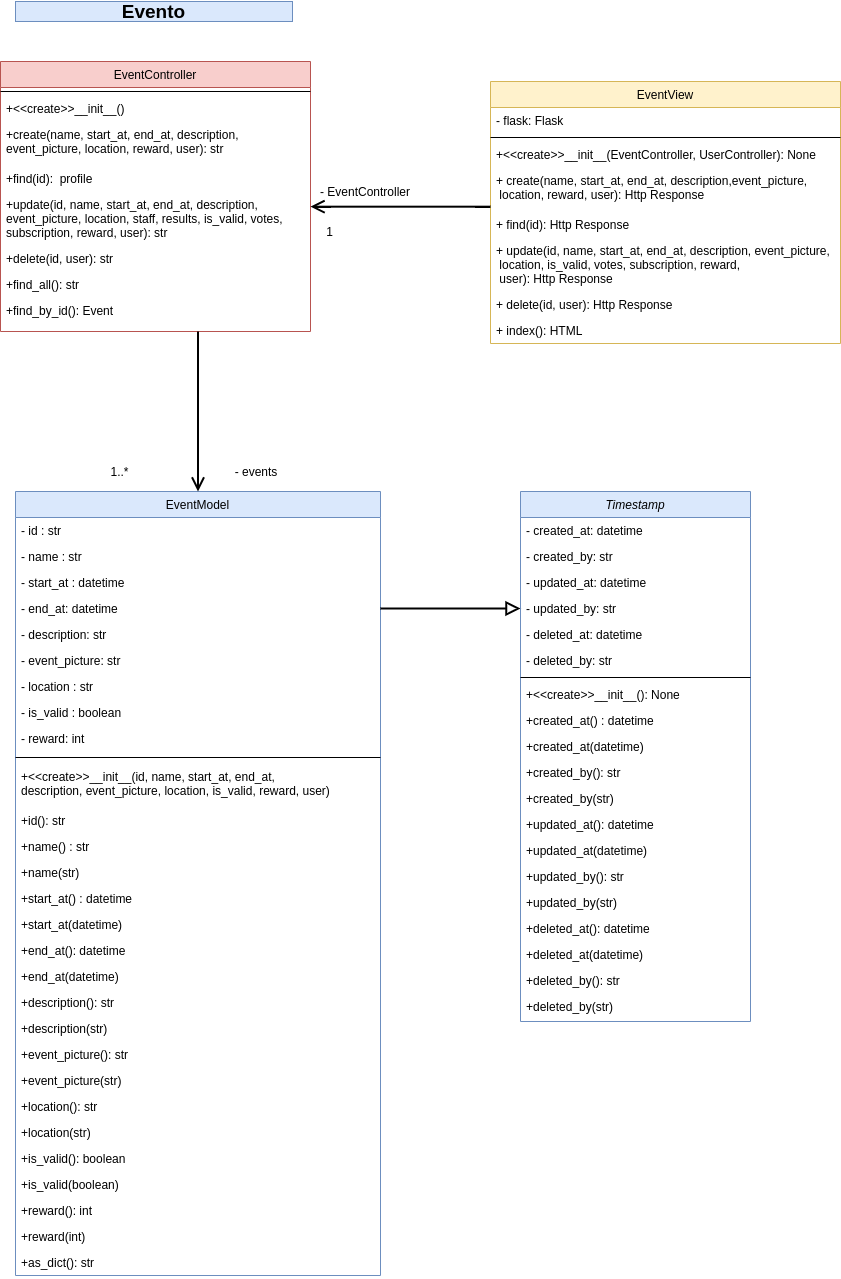 Evento
EventController
+<<create>>__init__()
+create(name, start_at, end_at, description,
event_picture, location, reward, user): str
+find(id):  profile
+update(id, name, start_at, end_at, description,
event_picture, location, staff, results, is_valid, votes,
subscription, reward, user): str
+delete(id, user): str
+find_all(): str
+find_by_id(): Event
- EventController
1
EventView
- flask: Flask
+<<create>>__init__(EventController, UserController): None
+ create(name, start_at, end_at, description,event_picture,
location, reward, user): Http Response
+ find(id): Http Response
+ update(id, name, start_at, end_at, description, event_picture,
location, is_valid, votes, subscription, reward,
user): Http Response
+ delete(id, user): Http Response
+ index(): HTML
1..*
- events
EventModel
- id : str
- name : str
- start_at : datetime
- end_at: datetime
- description: str
- event_picture: str
- location : str
- is_valid : boolean
- reward: int
+<<create>>__init__(id, name, start_at, end_at,
description, event_picture, location, is_valid, reward, user)
+id(): str
+name() : str
+name(str)
+start_at() : datetime
+start_at(datetime)
+end_at(): datetime
+end_at(datetime)
+description(): str
+description(str)
+event_picture(): str
+event_picture(str)
+location(): str
+location(str)
+is_valid(): boolean
+is_valid(boolean)
+reward(): int
+reward(int)
+as_dict(): str
Timestamp
- created_at: datetime
- created_by: str
- updated_at: datetime
- updated_by: str
- deleted_at: datetime
- deleted_by: str
+<<create>>__init__(): None
+created_at() : datetime
+created_at(datetime)
+created_by(): str
+created_by(str)
+updated_at(): datetime
+updated_at(datetime)
+updated_by(): str
+updated_by(str)
+deleted_at(): datetime
+deleted_at(datetime)
+deleted_by(): str
+deleted_by(str)